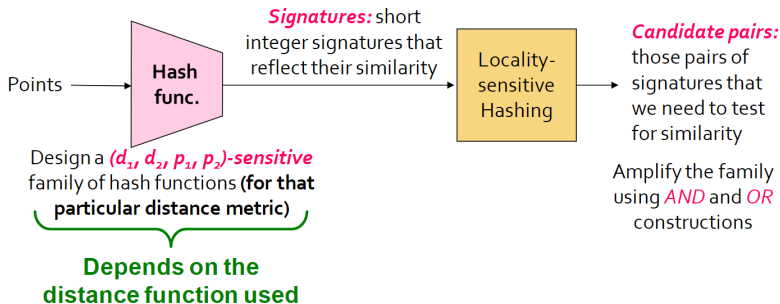 Signatures: short
integer signatures that
reflect their similarity
Candidate pairs:
those pairs of
signatures that
we need to test
for similarity
Points
Hash
func.
Locality-
sensitive
Hashing
Design a (d₁, d₂, p₁, p₂)-sensitive
family of hash functions (for that
particular distance metric)
Amplify the family
using AND and OR
constructions
Depends on the
distance function used